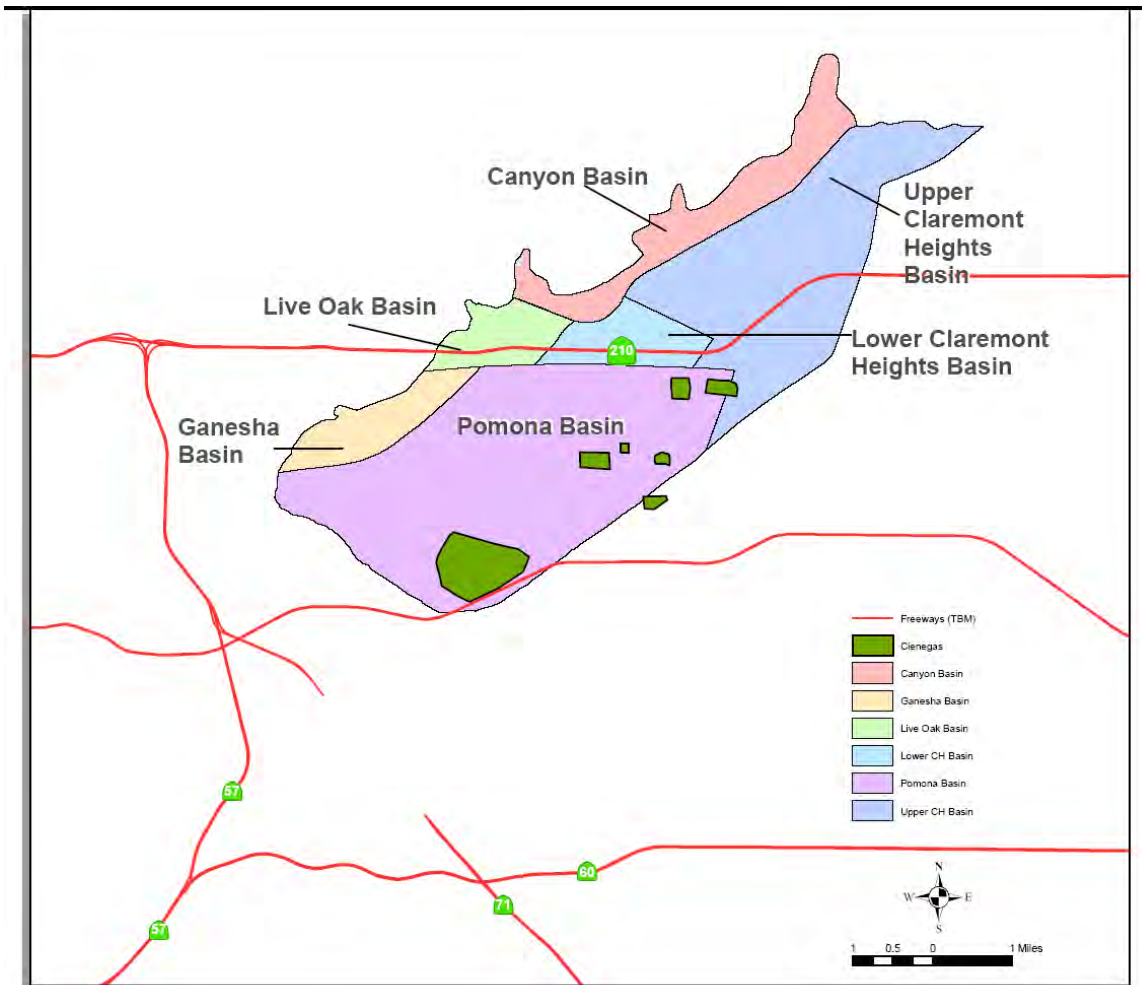 Canyon Basin
Upper
Claremont
Heights
Basin
Live Oak Basin
210
Lower Claremont
Heights Basin
Ganesha
Basin
Pomona Basin
Freeways (TBM)
Cienegas
Canyon Basin
Ganesha Basin
Live Oak Basin
Lower CH Basin
Pomona Basin
Upper CH Basin
57
60
71
57
N
W E
S
1 0.5 0 1 Miles